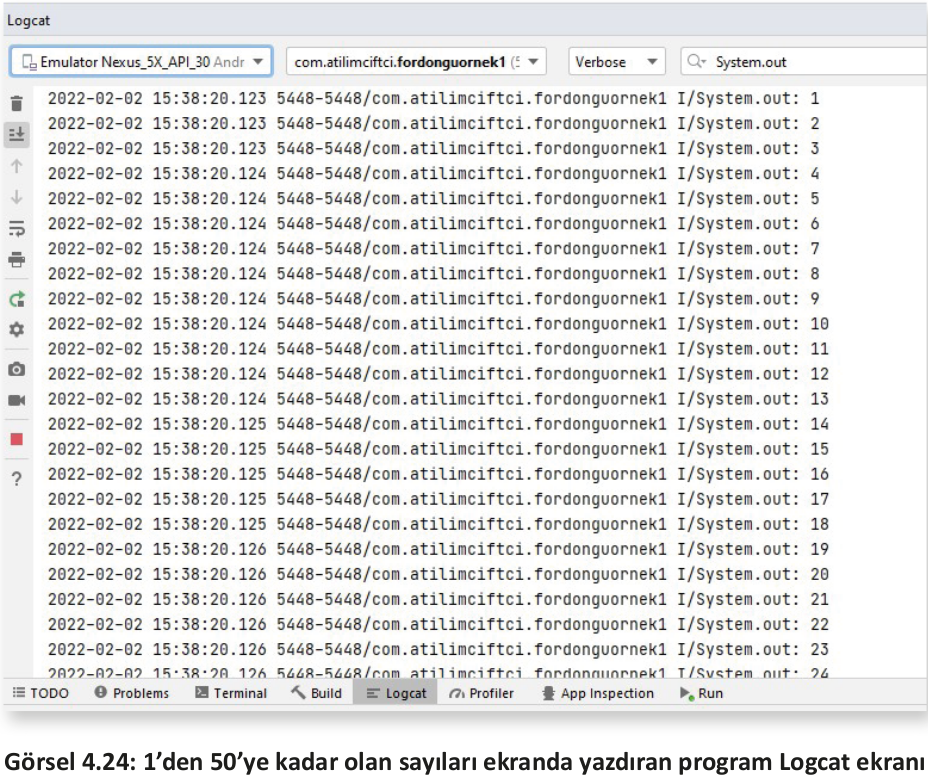 Logcat
Emulator Nexus_5X_API_30 Andr com.atilimciftci.fordonguornek1 (5 Verbose System.out
2022-02-02 15:38:20.123 5448-5448/com.atilimciftci.fordonguornek1 I/System.out: 1
2022-02-02 15:38:20.123 5448-5448/com.atilimciftci.fordonguornek1 I/System.out: 2
2022-02-02 15:38:20.123 5448-5448/com.atilimciftci.fordonguornek1 I/System.out: 3
2022-02-02 15:38:20.124 5448-5448/com.atilimciftci.fordonguornek1 I/System.out: 4
2022-02-02 15:38:20.124 5448-5448/com.atilimciftci.fordonguornek1 I/System.out: 5
2022-02-02 15:38:20.124 5448-5448/com.atilimciftci.fordonguornek1 I/System.out: 6
2022-02-02 15:38:20.124 5448-5448/com.atilimciftci.fordonguornek1 I/System.out: 7
2022-02-02 15:38:20.124 5448-5448/com.atilimciftci.fordonguornek1 I/System.out: 8
2022-02-02 15:38:20.124 5448-5448/com.atilimciftci.fordonguornek1 I/System.out: 9
2022-02-02 15:38:20.124 5448-5448/com.atilimciftci.fordonguornek1 I/System.out: 10
2022-02-02 15:38:20.124 5448-5448/com.atilimciftci.fordonguornek1 I/System.out: 11
2022-02-02 15:38:20.124 5448-5448/com.atilimciftci.fordonguornek1 I/System.out: 12
2022-02-02 15:38:20.124 5448-5448/com.atilimciftci.fordonguornek1 I/System.out: 13
2022-02-02 15:38:20.125 5448-5448/com.atilimciftci.fordonguornek1 I/System.out: 14
2022-02-02 15:38:20.125 5448-5448/com.atilimciftci.fordonguornek1 I/System.out: 15
2022-02-02 15:38:20.125 5448-5448/com.atilimciftci.fordonguornek1 I/System.out: 16
2022-02-02 15:38:20.125 5448-5448/com.atilimciftci.fordonguornek1 I/System.out: 17
2022-02-02 15:38:20.125 5448-5448/com.atilimciftci.fordonguornek1 I/System.out: 18
2022-02-02 15:38:20.126 5448-5448/com.atilimciftci.fordonguornek1 I/System.out: 19
2022-02-02 15:38:20.126 5448-5448/com.atilimciftci.fordonguornek1 I/System.out: 20
2022-02-02 15:38:20.126 5448-5448/com.atilimciftci.fordonguornek1 I/System.out: 21
2022-02-02 15:38:20.126 5448-5448/com.atilimciftci.fordonguornek1 I/System.out: 22
2022-02-02 15:38:20.126 5448-5448/com.atilimciftci.fordonguornek1 I/System.out: 23
2022-02-02 15:38:20.126 5448-5448/com.atilimciftci.fordonguornek1 I/System.out: 24
TODO Problems Terminal Build Logcat Profiler App Inspection Run
Görsel 4.24: 1’den 50’ye kadar olan sayıları ekranda yazdıran program Logcat ekranı